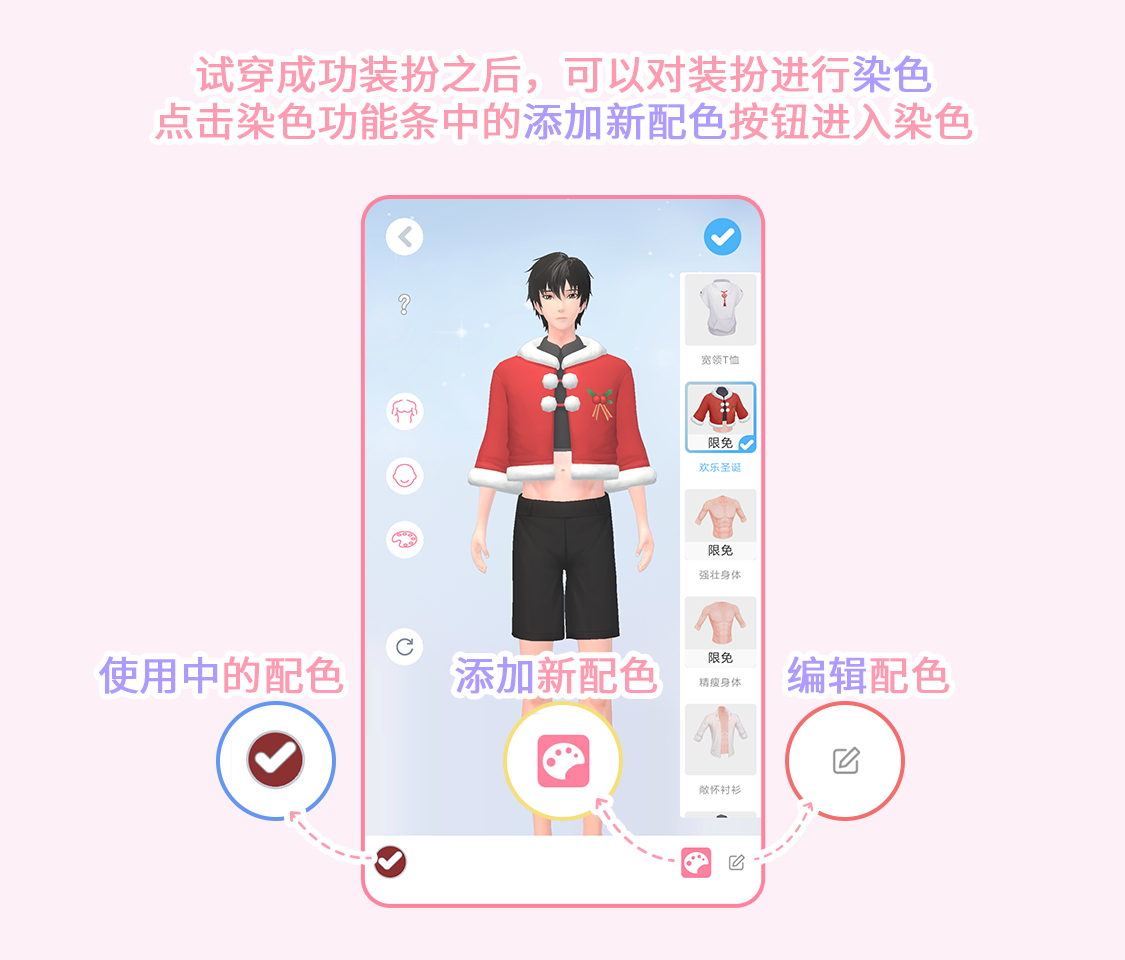 试穿成功装扮之后，可以对装扮进行染色
点击染色功能条中的添加新配色按钮进入染色
?
宽领T恤
限免
欢乐圣诞
限免
强壮身体
限免
精瘦身体
敞怀衬衫
使用中的配色
添加新配色
编辑配色